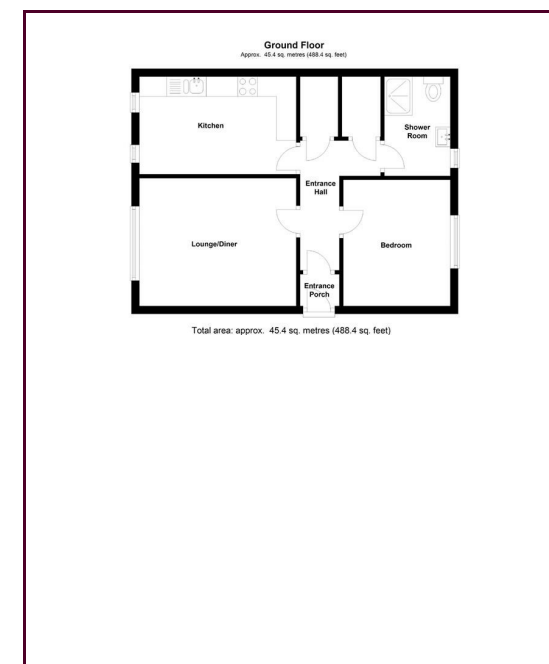 Ground Floor
Approx. 45.4 sq. metres (488.4 sq. feet)
Kitchen
Shower
Room
Entrance
Hall
Lounge/Diner
Bedroom
Entrance
Porch
Total area: approx. 45.4 sq. metres (488.4 sq. feet)